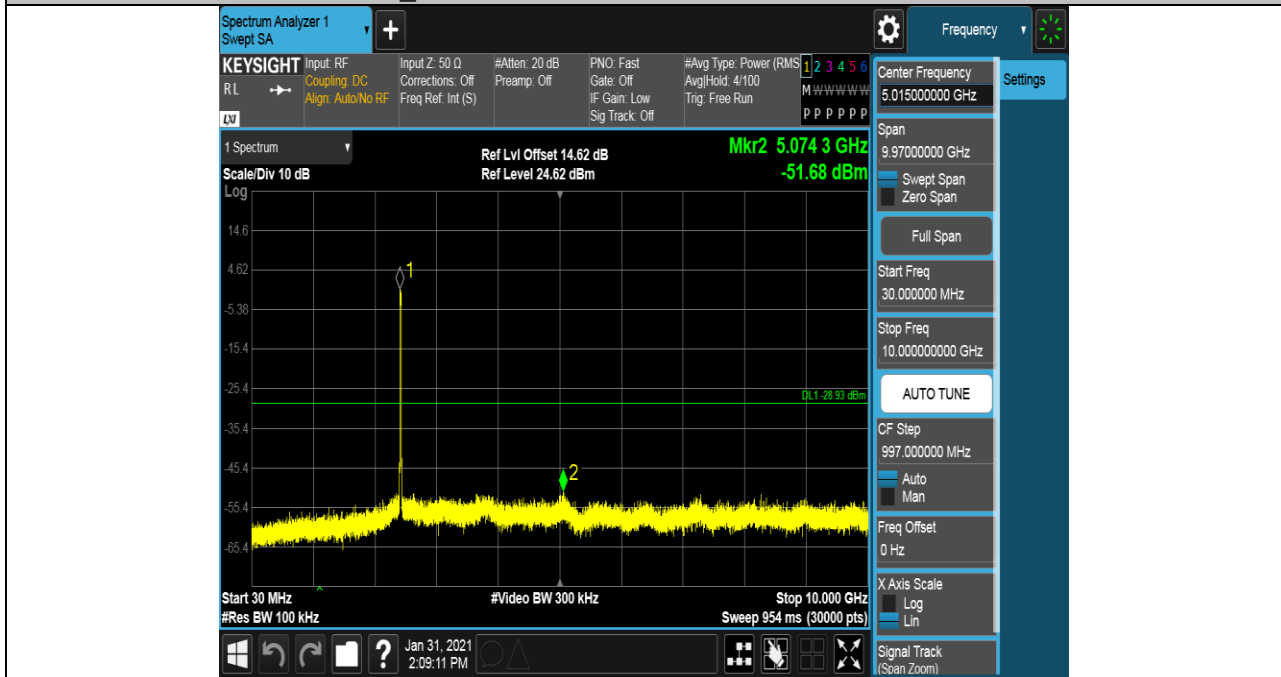 Spectrum Analyzer 1
Swept SA
+
Frequency
KEYSIGHT
RL
LXI
Input: RF
Coupling: DC
Align: Auto/No RF
Input Z: 50 Ω
Corrections: Off
Freq Ref: Int (S)
#Atten: 20 dB
Preamp: Off
PNO: Fast
Gate: Off
IF Gain: Low
Sig Track: Off
#Avg Type: Power (RMS
Avg|Hold: 4/100
Trig: Free Run
1 2 3 4 5 6
M W W W W W
P P P P P P
1 Spectrum
Scale/Div 10 dB
Ref Lvl Offset 14.62 dB
Ref Level 24.62 dBm
Mkr2 5.074 3 GHz
-51.68 dBm
Log
14.6
4.62
-5.38
-15.4
-25.4
-35.4
-45.4
-55.4
-65.4
1
DL1 -28.93 dBm
2
Start 30 MHz
#Res BW 100 kHz
#Video BW 300 kHz
Stop 10.000 GHz
Sweep 954 ms (30000 pts)
Center Frequency
5.015000000 GHz
Settings
Span
9.97000000 GHz
Swept Span
Zero Span
Full Span
Start Freq
30.000000 MHz
Stop Freq
10.000000000 GHz
AUTO TUNE
CF Step
997.000000 MHz
Auto
Man
Freq Offset
0 Hz
X Axis Scale
Log
Lin
Signal Track
(Span Zoom)
?
Jan 31, 2021
2:09:11 PM